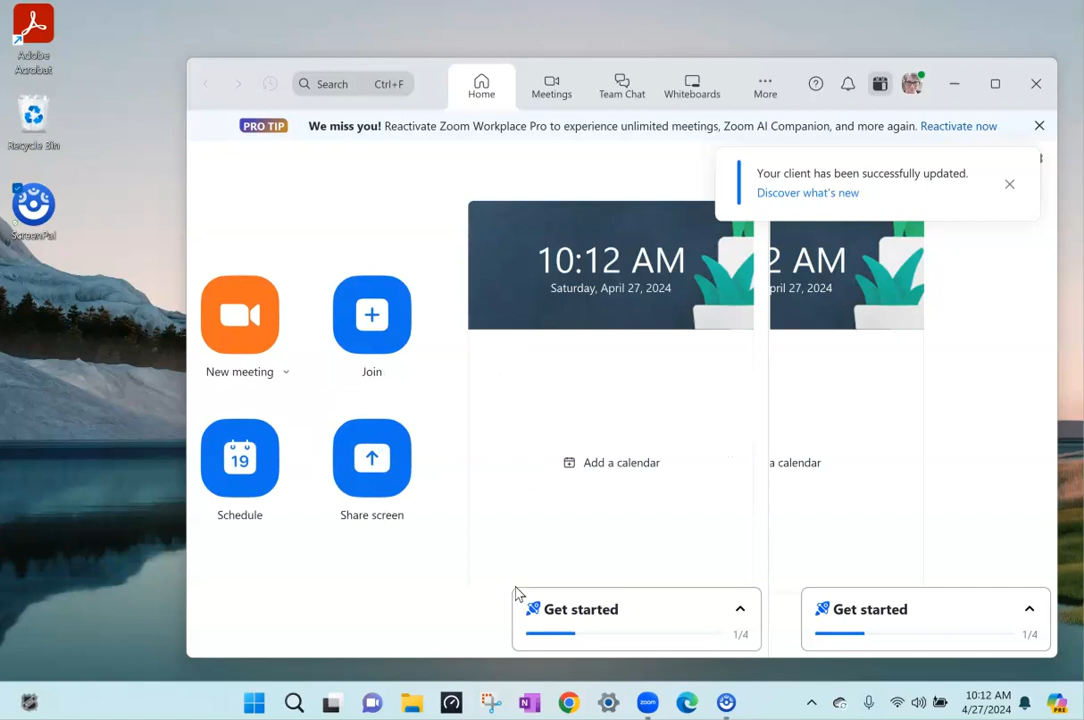 Adobe
Acrobat
Recycle Bin
ScreenPal
Search Ctrl+F
Home
Meetings
Team Chat
Whiteboards
More
PRO TIP We miss you! Reactivate Zoom Workplace Pro to experience unlimited meetings, Zoom AI Companion, and more again. Reactivate now
Your client has been successfully updated.
Discover what's new
10:12 AM
Saturday, April 27, 2024
2 AM
pril 27, 2024
New meeting
Join
19
Schedule
Share screen
Add a calendar
a calendar
Get started
1/4
Get started
1/4
zoom
10:12 AM
4/27/2024
PRE